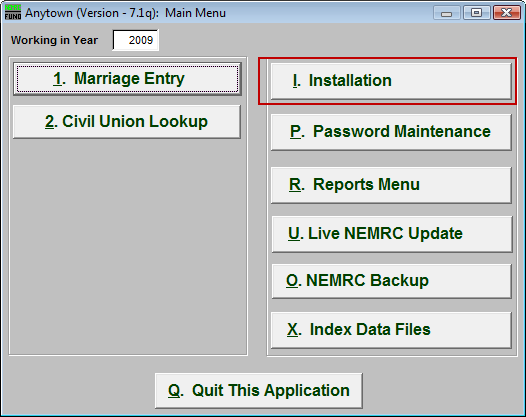 Anytown (Version - 7.1q): Main Menu
Working in Year 2009
1. Marriage Entry
2. Civil Union Lookup
I. Installation
P. Password Maintenance
R. Reports Menu
U. Live NEMRC Update
O. NEMRC Backup
X. Index Data Files
Q. Quit This Application